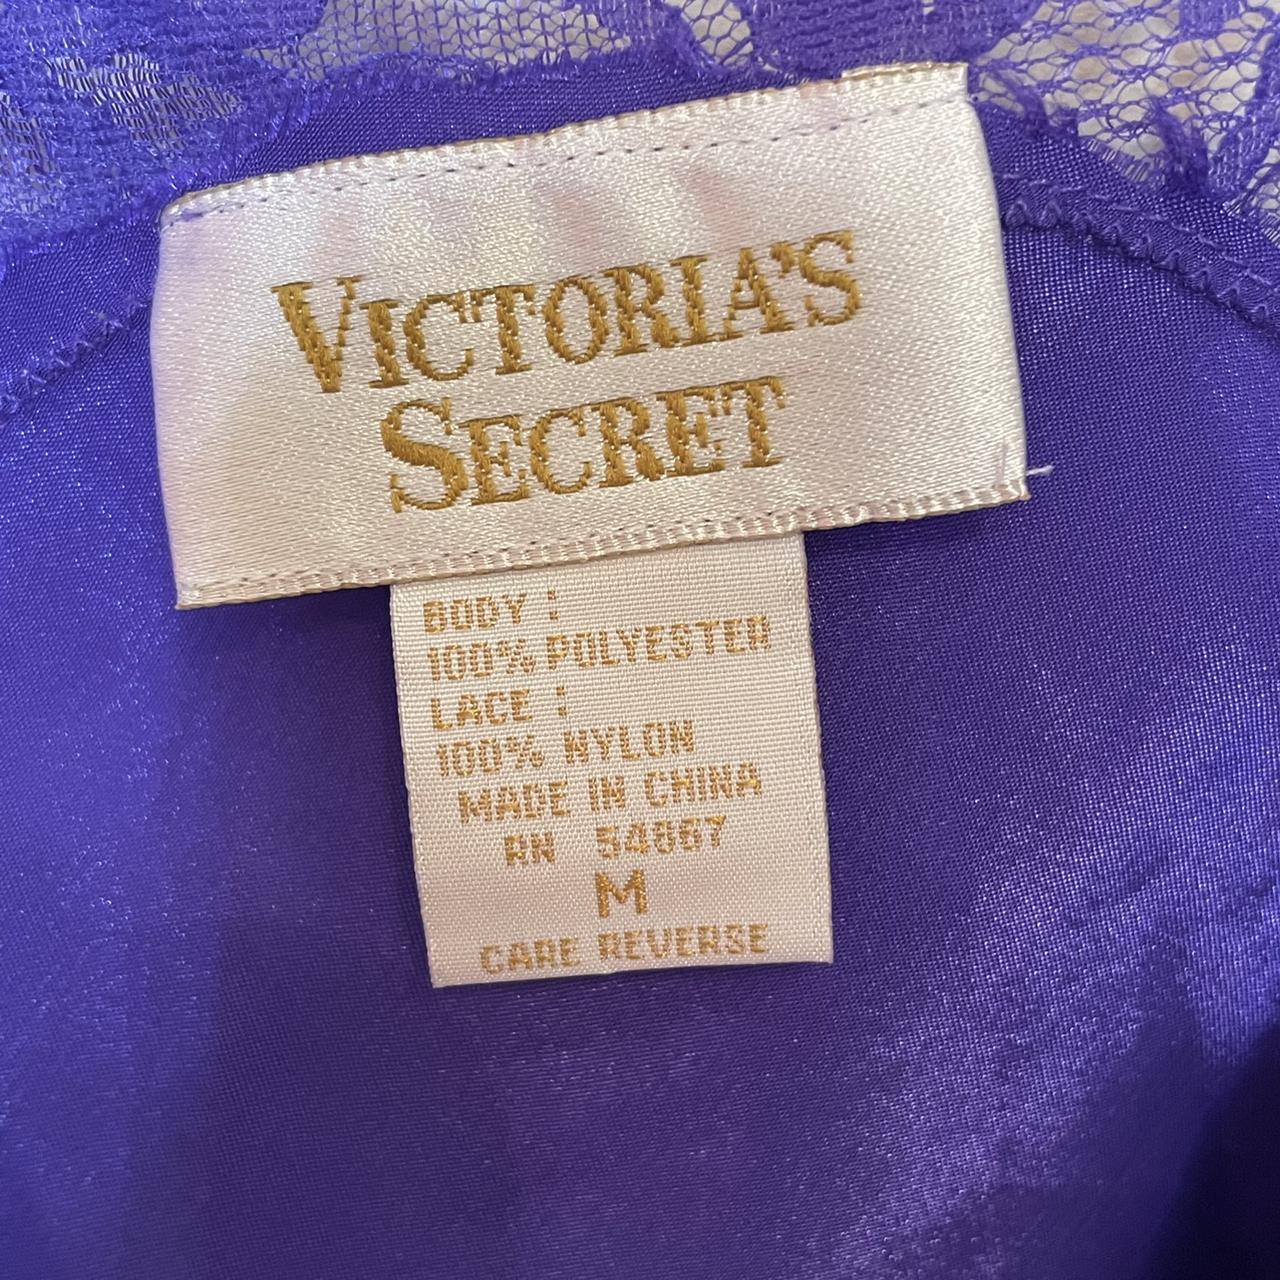 VICTORIA'S
SECRET
BODY :
100% POLYESTER
LACE :
100% NYLON
MADE IN CHINA
RN 54867
M
CARE REVERSE